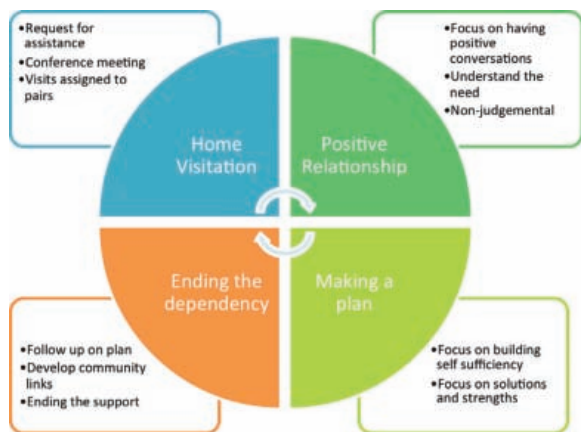 •Request for
assistance
•Conference meeting
•Visits assigned to
pairs
•Focus on having
positive
conversations
•Understand the
need
•Non-judgemental
Home
Visitation
Positive
Relationship
Ending the
dependency
Making a
plan
•Follow up on plan
•Develop community
links
•Ending the support
•Focus on building
self sufficiency
•Focus on solutions
and strengths